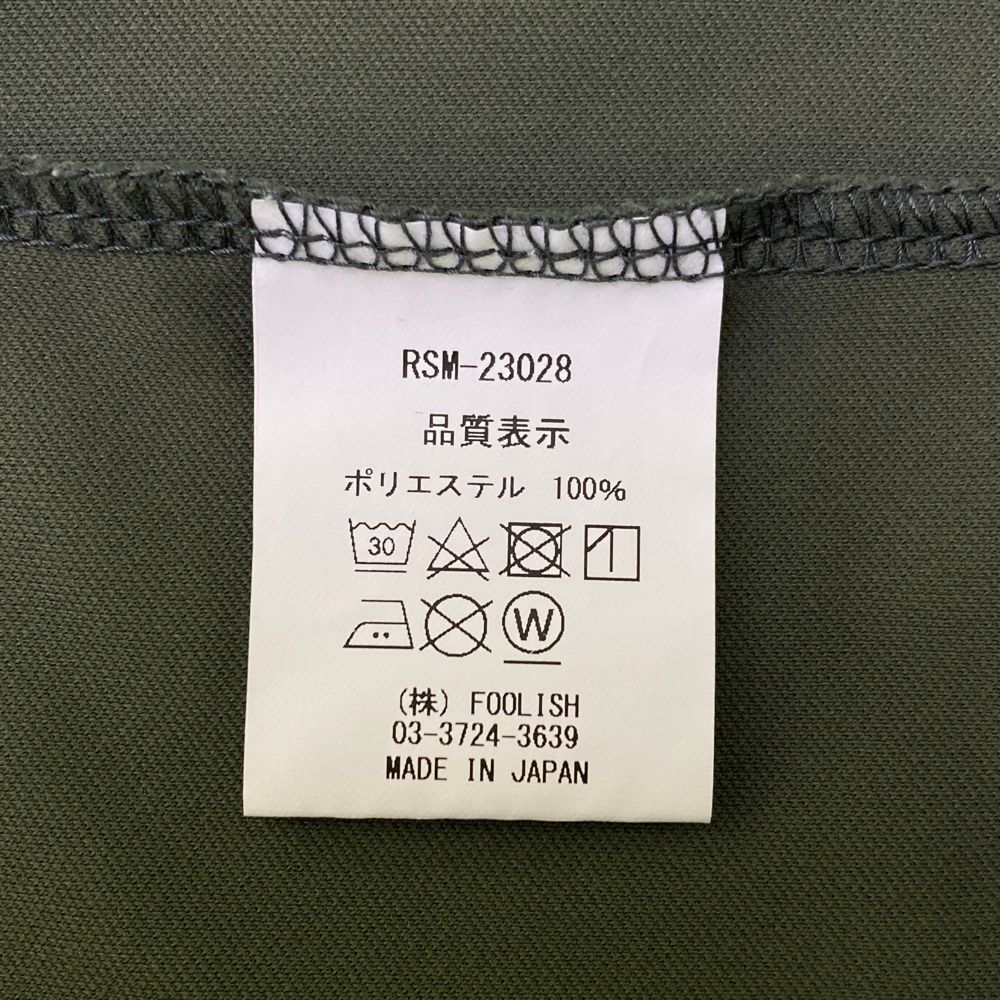 RSM-23028
品質表示
ポリエステル 100%
30
W
(株) FOOLISH
03-3724-3639
MADE IN JAPAN